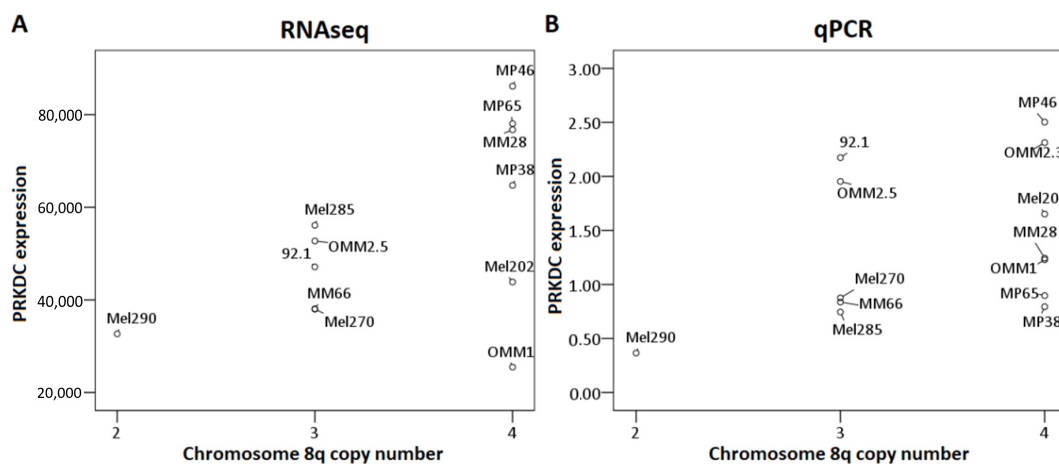 A
RNAseq
PRKDC expression
80,000
60,000
40,000
20,000
MP46
MP65
MM28
MP38
Mel285
OMM2.5
92.1
Mel202
MM66
Mel270
Mel290
OMM1
2
3
4
Chromosome 8q copy number
B
qPCR
PRKDC expression
3.00
2.50
2.00
1.50
1.00
0.50
0.00
MP46
92.1
OMM2.3
OMM2.5
Mel20
MM28
OMM1
Mel270
MP65
MM66
MP38
Mel285
Mel290
2
3
4
Chromosome 8q copy number